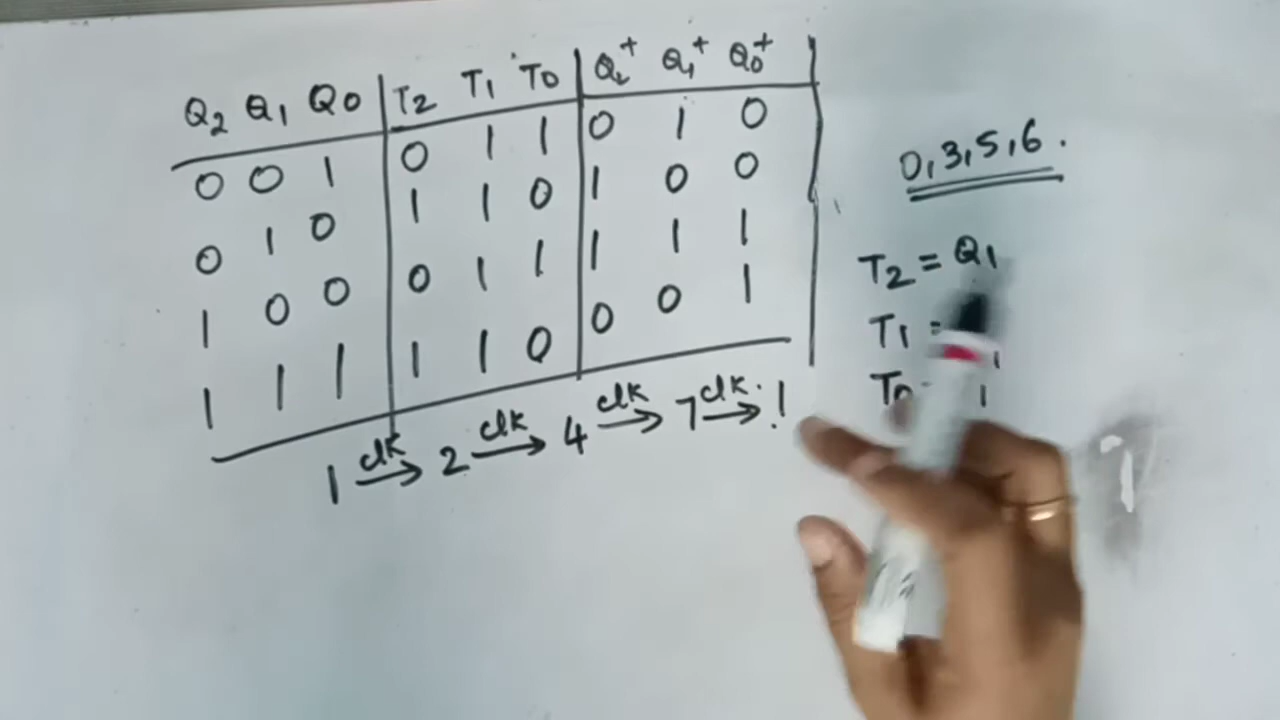 Q₂ Q₁ Q0 T₂ T₁ T0 Q₂⁺ Q₁⁺ Q₀⁺
0 0 1 0 1 1 0 1 0
0 1 0 1 1 0 1 0 0
1 0 0 0 1 1 1 1 1
1 1 1 1 1 0 0 0 1
1 clk→ 2 clk→ 4 clk→ 7 clk→ 1
0,3,5,6.
T₂ = Q₁
T₁ =
T0